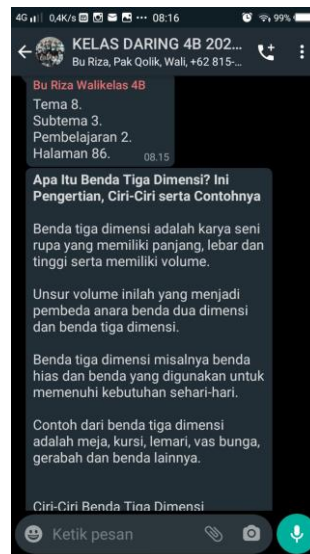 4G 0,4K/s ··· 08:16 99%
KELAS DARING 4B 202...
Bu Riza, Pak Qolik, Wali, +62 815-...
Bu Riza Walikelas 4B
Tema 8.
Subtema 3.
Pembelajaran 2.
Halaman 86.
08.15
Apa Itu Benda Tiga Dimensi? Ini
Pengertian, Ciri-Ciri serta Contohnya
Benda tiga dimensi adalah karya seni
rupa yang memiliki panjang, lebar dan
tinggi serta memiliki volume.
Unsur volume inilah yang menjadi
pembeda anara benda dua dimensi
dan benda tiga dimensi.
Benda tiga dimensi misalnya benda
hias dan benda yang digunakan untuk
memenuhi kebutuhan sehari-hari.
Contoh dari benda tiga dimensi
adalah meja, kursi, lemari, vas bunga,
gerabah dan benda lainnya.
Ciri-Ciri Benda Tiga Dimensi
Ketik pesan